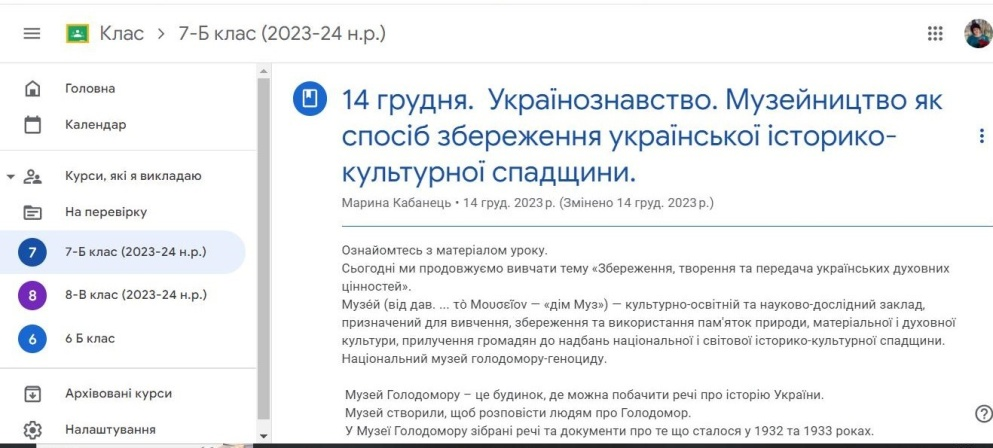 Клас > 7-Б клас (2023-24 н.р.)
Головна
Календар
Курси, які я викладаю
На перевірку
7 7-Б клас (2023-24 н.р.)
8 8-В клас (2023-24 н.р.)
6 6 Б клас
Архівовані курси
Налаштування
14 грудня. Українознавство. Музейництво як
спосіб збереження української історико-
культурної спадщини.
Марина Кабанець • 14 груд. 2023 р. (Змінено 14 груд. 2023 р.)
Ознайомтесь з матеріалом уроку.
Сьогодні ми продовжуємо вивчати тему «Збереження, творення та передача українських духовних
цінностей».
Музе́й (від дав. ... τὸ Μουσεῖον — «дім Муз») — культурно-освітній та науково-дослідний заклад,
призначений для вивчення, збереження та використання пам'яток природи, матеріальної і духовної
культури, прилучення громадян до надбань національної і світової історико-культурної спадщини.
Національний музей голодомору-геноциду.
Музей Голодомору – це будинок, де можна побачити речі про історію України.
Музей створили, щоб розповісти людям про Голодомор.
У Музеї Голодомору зібрані речі та документи про те що сталося у 1932 та 1933 роках.